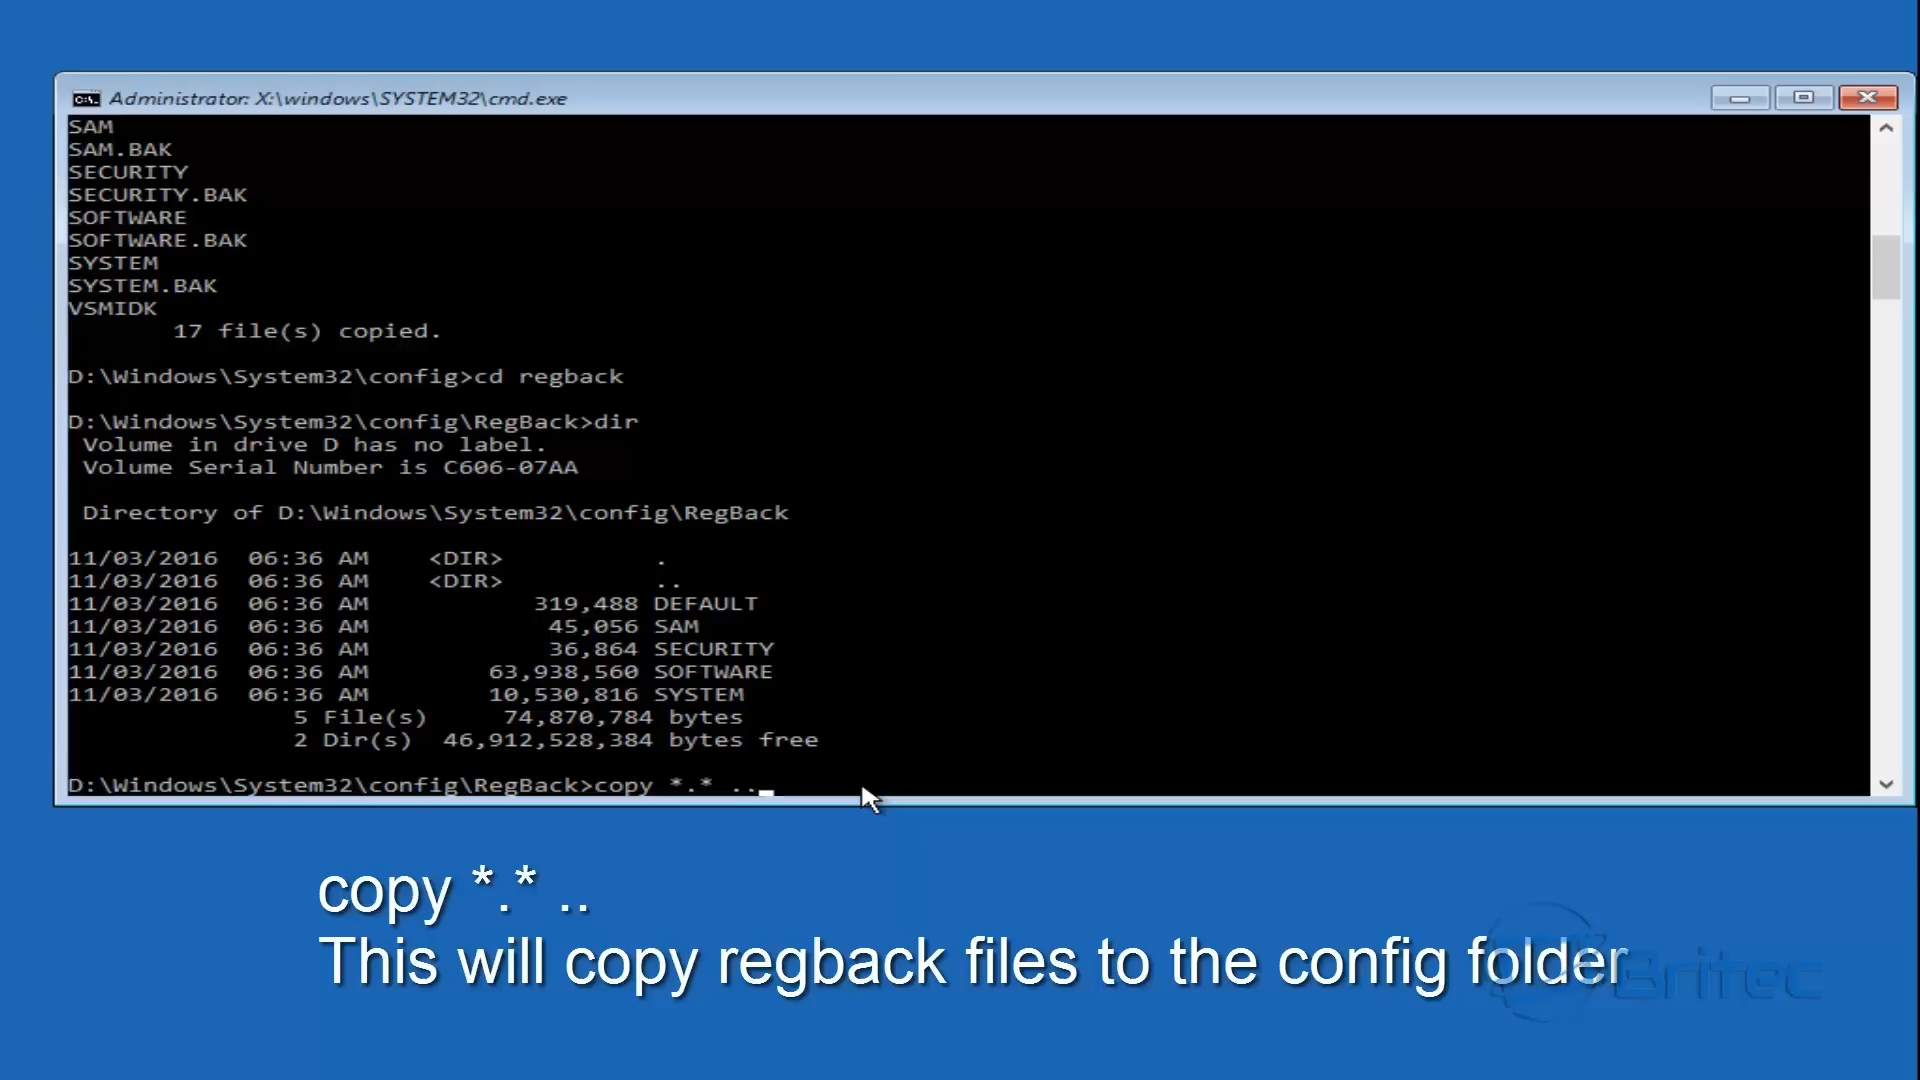 Administrator: X:\windows\SYSTEM32\cmd.exe
SAM
SAM.BAK
SECURITY
SECURITY.BAK
SOFTWARE
SOFTWARE.BAK
SYSTEM
SYSTEM.BAK
VSMIDK
17 file(s) copied.
D:\Windows\System32\config>cd regback
D:\Windows\System32\config\RegBack>dir
Volume in drive D has no label.
Volume Serial Number is C606-07AA
Directory of D:\Windows\System32\config\RegBack
11/03/2016 06:36 AM <DIR> .
11/03/2016 06:36 AM <DIR> ..
11/03/2016 06:36 AM 319,488 DEFAULT
11/03/2016 06:36 AM 45,056 SAM
11/03/2016 06:36 AM 36,864 SECURITY
11/03/2016 06:36 AM 63,938,560 SOFTWARE
11/03/2016 06:36 AM 10,530,816 SYSTEM
5 File(s) 74,870,784 bytes
2 Dir(s) 46,912,528,384 bytes free
D:\Windows\System32\config\RegBack>copy *.* .._
copy *.* ..
This will copy regback files to the config folder
Britec